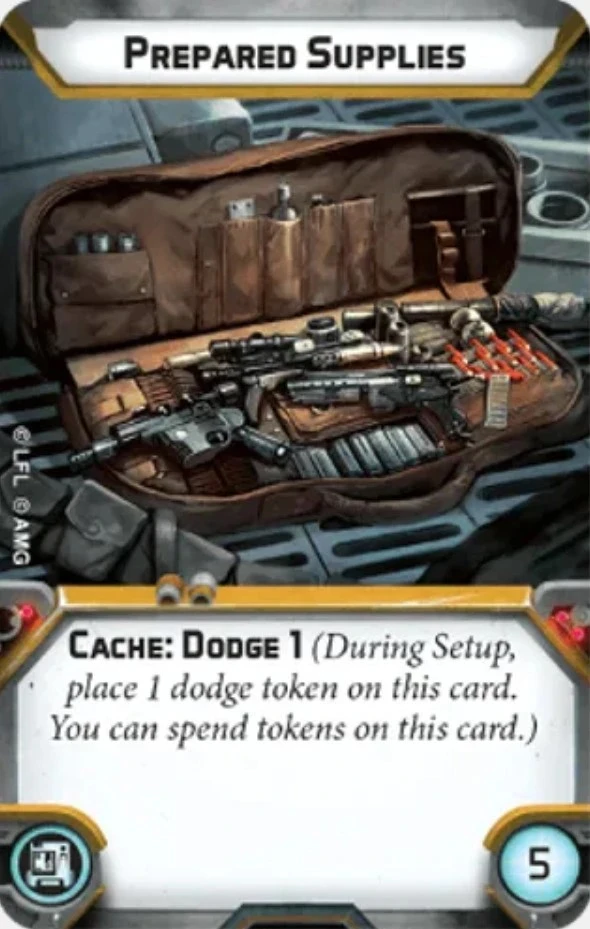 PREPARED SUPPLIES
© LFL © AMG
CACHE: DODGE 1 (During Setup,
place 1 dodge token on this card.
You can spend tokens on this card.)
5